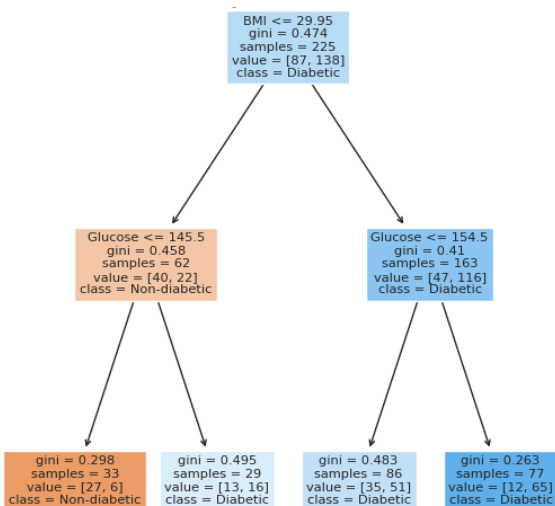 BMI <= 29.95
gini = 0.474
samples = 225
value = [87, 138]
class = Diabetic
Glucose <= 145.5
gini = 0.458
samples = 62
value = [40, 22]
class = Non-diabetic
Glucose <= 154.5
gini = 0.41
samples = 163
value = [47, 116]
class = Diabetic
gini = 0.298
samples = 33
value = [27, 6]
class = Non-diabetic
gini = 0.495
samples = 29
value = [13, 16]
class = Diabetic
gini = 0.483
samples = 86
value = [35, 51]
class = Diabetic
gini = 0.263
samples = 77
value = [12, 65]
class = Diabetic